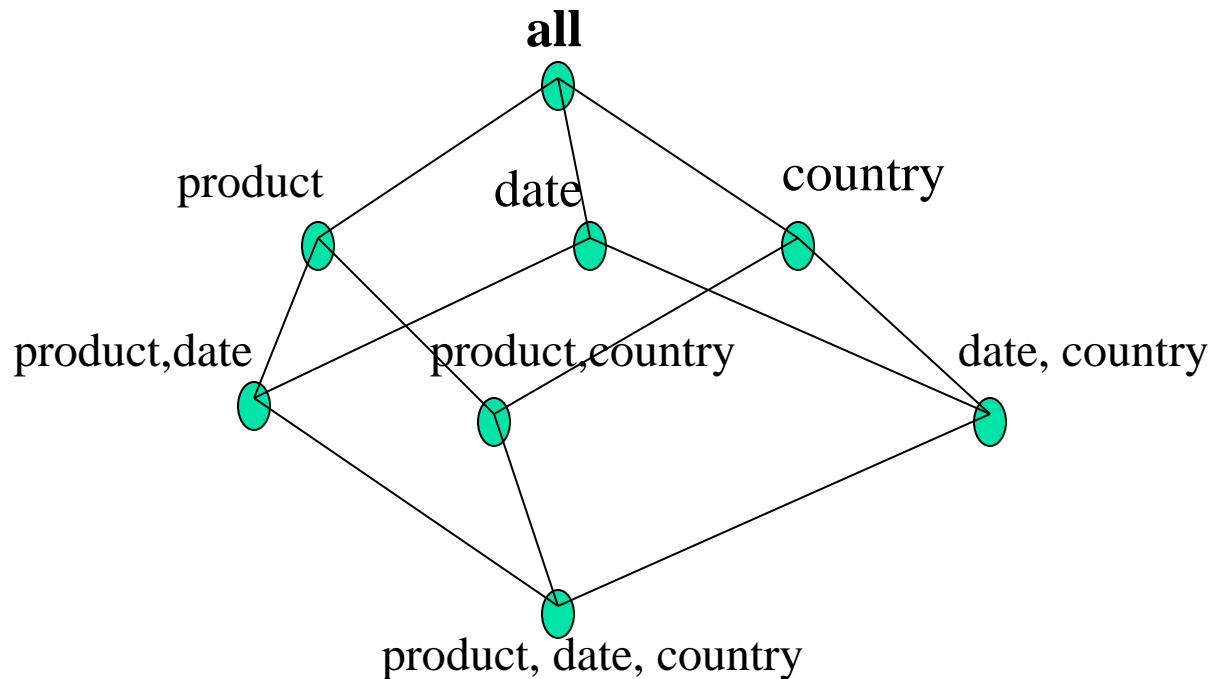 all
product
date
country
product,date
product,country
date, country
product, date, country